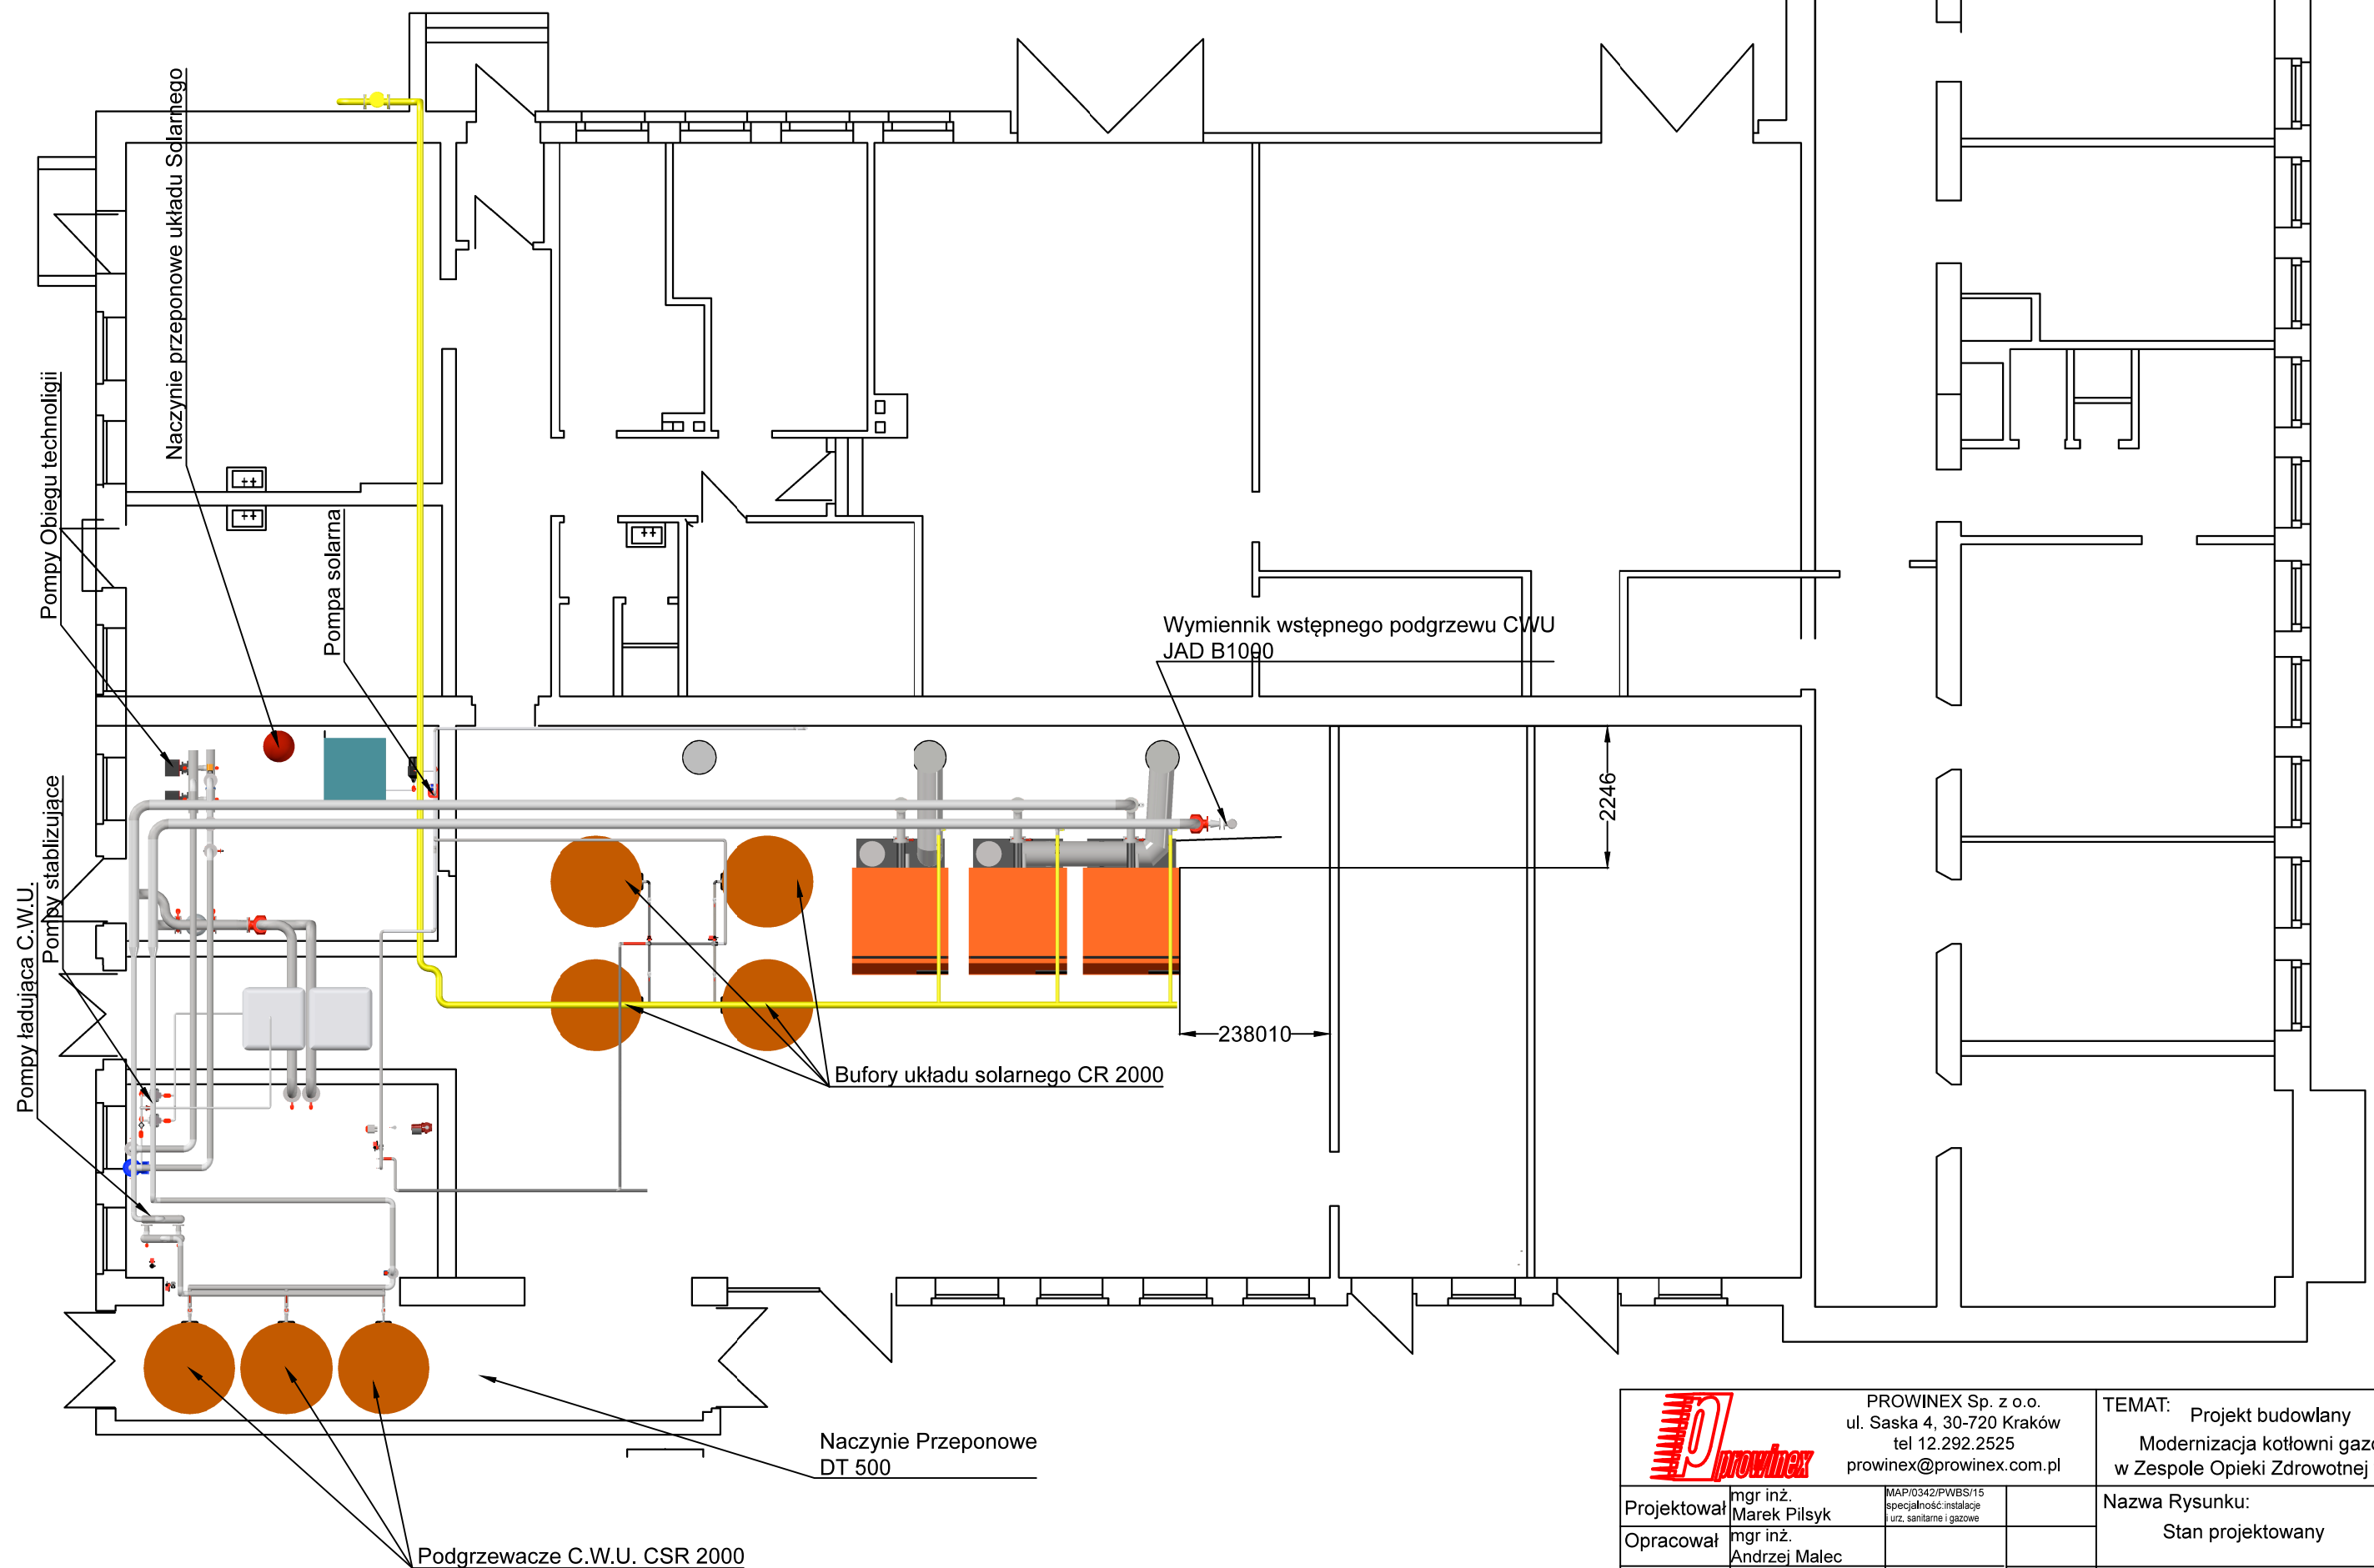 Naczynie przeponowe układu Solarnego
Pompy Obiegu technoligii
Pompa solarna
Wymiennik wstępnego podgrzewu CWU
JAD B1000
2246
Pompy stablizujące
Pompy ładująca C.W.U.
238010
Bufory układu solarnego CR 2000
Naczynie Przeponowe
DT 500
Podgrzewacze C.W.U. CSR 2000
prowinex
PROWINEX Sp. z o.o.
ul. Saska 4, 30-720 Kraków
tel 12.292.2525
prowinex@prowinex.com.pl
TEMAT: Projekt budowlany
Modernizacja kotłowni gazo
w Zespole Opieki Zdrowotnej
Projektował mgr inż.
Marek Pilsyk
MAP/0342/PWBS/15
specjalność:instalacje
i urz, sanitarne i gazowe
Nazwa Rysunku:
Stan projektowany
Opracował mgr inż.
Andrzej Malec